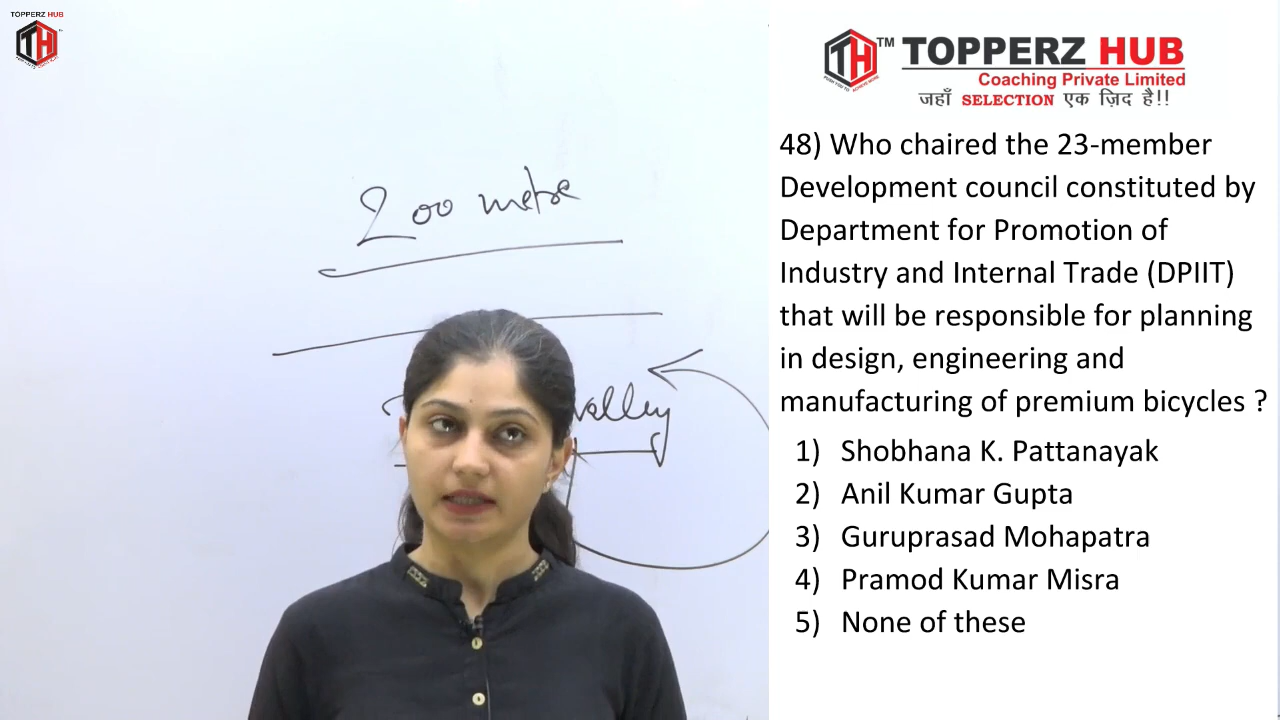 TOPPERZ HUB
TH
200 metre
valley
TH TM TOPPERZ HUB
Coaching Private Limited
जहाँ SELECTION एक ज़िद है!!
48) Who chaired the 23-member
Development council constituted by
Department for Promotion of
Industry and Internal Trade (DPIIT)
that will be responsible for planning
in design, engineering and
manufacturing of premium bicycles ?
1) Shobhana K. Pattanayak
2) Anil Kumar Gupta
3) Guruprasad Mohapatra
4) Pramod Kumar Misra
5) None of these